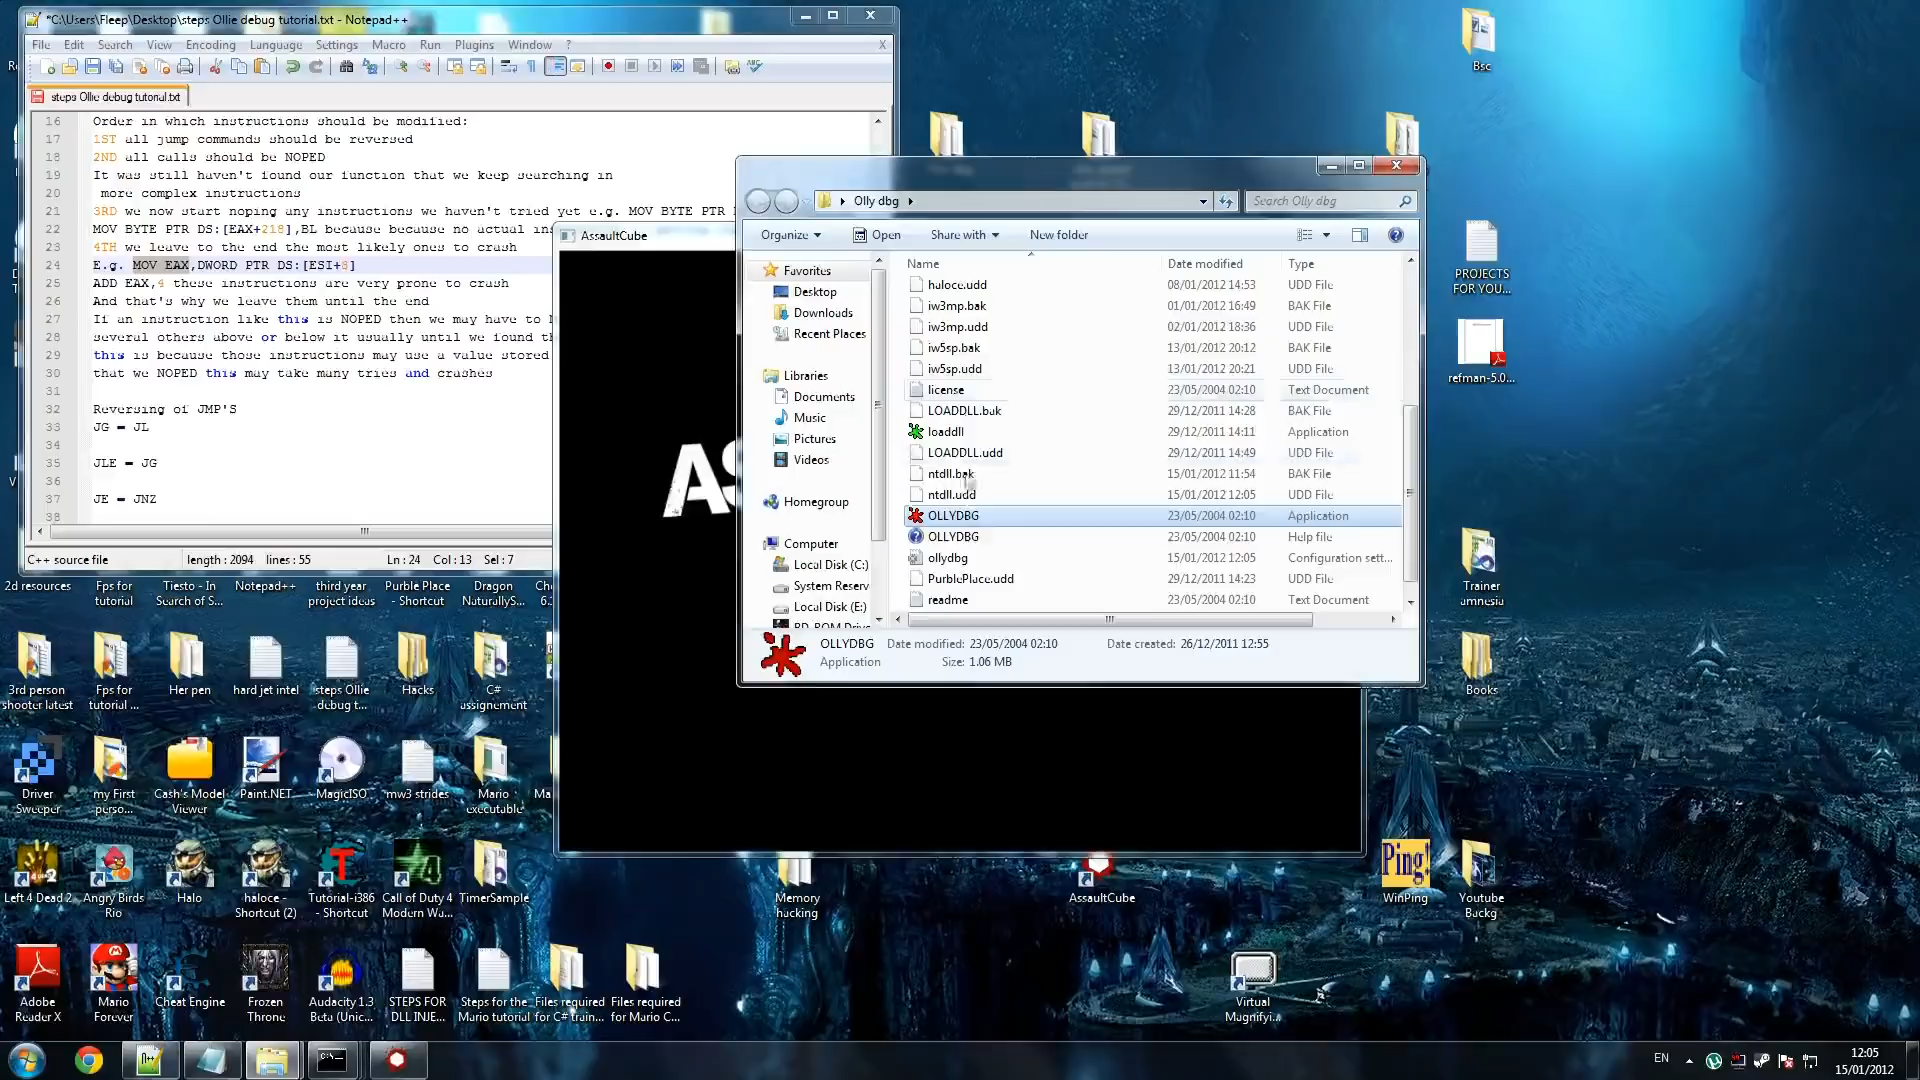 *C:\Users\Fleep\Desktop\steps Ollie debug tutorial.txt - Notepad++
File Edit Search View Encoding Language Settings Macro Run Plugins Window ? X
steps Ollie debug tutorial.txt
16 Order in which instructions should be modified:
17 1ST all jump commands should be reversed
18 2ND all calls should be NOPED
19 It was still haven't found our function that we keep searching in
20 more complex instructions
21 3RD we now start noping any instructions we haven't tried yet e.g. MOV BYTE PTR
22 MOV BYTE PTR DS:[EAX+218],BL because because no actual
23 4TH we leave to the end the most likely ones to crash
24 E.g. MOV EAX,DWORD PTR DS:[ESI+8]
25 ADD EAX,4 these instructions are very prone to crash
26 And that's why we leave them until the end
27 If an instruction like this is NOPED then we may have to
28 several others above or below it usually until we found
29 this is because those instructions may use a value stored
30 that we NOPED this may take many tries and crashes
31
32 Reversing of JMP'S
33 JG = JL
34
35 JLE = JG
36
37 JE = JNZ
38
C++ source file length : 2094 lines : 55 Ln : 24 Col : 13 Sel : 7
AssaultCube
AS
Olly dbg
Search Olly dbg
Organize Open Share with New folder
Name Date modified Type
haloce.udd 08/01/2012 14:53 UDD File
iw3mp.bak 01/01/2012 16:49 BAK File
iw3mp.udd 02/01/2012 18:36 UDD File
iw5sp.bak 13/01/2012 20:12 BAK File
iw5sp.udd 13/01/2012 20:21 UDD File
license 23/05/2004 02:10 Text Document
LOADDLL.bak 29/12/2011 14:28 BAK File
loaddll 29/12/2011 14:11 Application
LOADDLL.udd 29/12/2011 14:49 UDD File
ntdll.bak 15/01/2012 11:54 BAK File
ntdll.udd 15/01/2012 12:05 UDD File
OLLYDBG 23/05/2004 02:10 Application
OLLYDBG 23/05/2004 02:10 Help file
ollydbg 15/01/2012 12:05 Configuration sett...
PurblePlace.udd 29/12/2011 14:23 UDD File
readme 23/05/2004 02:10 Text Document
Favorites
Desktop
Downloads
Recent Places
Libraries
Documents
Music
Pictures
Videos
Homegroup
Computer
Local Disk (C:)
System Reserv
Local Disk (E:)
OLLYDBG Date modified: 23/05/2004 02:10 Date created: 26/12/2011 12:55
Application Size: 1.06 MB
Bsc
PROJECTS
FOR YOU...
refman-5.0...
Trainer
amnesia
Books
2d resources
Fps for
tutorial
Tiesto - In
Search of S...
Notepad++
third year
project ideas
Purble Place
- Shortcut
Dragon
NaturallyS...
3rd person
shooter latest
Fps for
tutorial ...
Her pen
hard jet intel
steps Ollie
debug t...
Hacks
C#
assignement
Driver
Sweeper
my First
perso...
Cash's Model
Viewer
Paint.NET
MagicISO
mw3 strides
Mario
executable
Left 4 Dead 2
Angry Birds
Rio
Halo
haloce -
Shortcut (2)
Tutorial-i386
- Shortcut
Call of Duty 4
Modern Wa...
TimerSample
Memory
hacking
AssaultCube
Ping!
WinPing
Youtube
Backg
Adobe
Reader X
Mario
Forever
Cheat Engine
Frozen
Throne
Audacity 1.3
Beta (Unic...
STEPS FOR
DLL INJE...
Steps for the
Mario tutorial
Files required
for C# train...
Files required
for Mario C...
Virtual
Magnifyi...
EN
12:05
15/01/2012